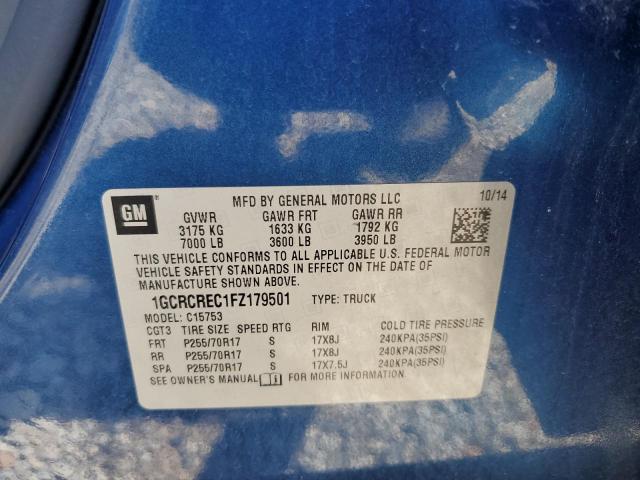 GM
MFD BY GENERAL MOTORS LLC 10/14
GVWR GAWR FRT GAWR RR
3175 KG 1633 KG 1792 KG
7000 LB 3600 LB 3950 LB
THIS VEHICLE CONFORMS TO ALL APPLICABLE U.S. FEDERAL MOTOR
VEHICLE SAFETY STANDARDS IN EFFECT ON THE DATE OF
MANUFACTURE SHOWN ABOVE.
1GCRCREC1FZ179501 TYPE: TRUCK
MODEL: C15753
CGT3 TIRE SIZE SPEED RTG RIM COLD TIRE PRESSURE
FRT P255/70R17 S 17X8J 240KPA(35PSI)
RR P255/70R17 S 17X8J 240KPA(35PSI)
SPA P255/70R17 S 17X7.5J 240KPA(35PSI)
SEE OWNER'S MANUAL FOR MORE INFORMATION.